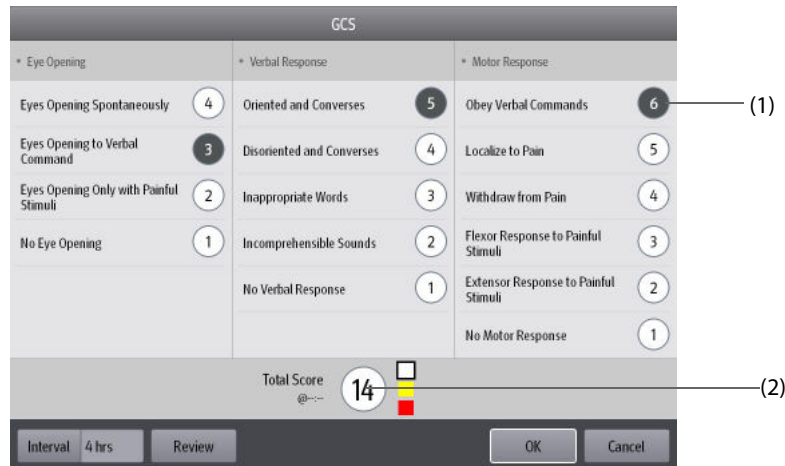 GCS
• Eye Opening
• Verbal Response
• Motor Response
Eyes Opening Spontaneously 4
Oriented and Converses 5
Obey Verbal Commands 6
(1)
Eyes Opening to Verbal
Command 3
Disoriented and Converses 4
Localize to Pain 5
Eyes Opening Only with Painful
Stimuli 2
Inappropriate Words 3
Withdraw from Pain 4
No Eye Opening 1
Incomprehensible Sounds 2
Flexor Response to Painful
Stimuli 3
No Verbal Response 1
Extensor Response to Painful
Stimuli 2
No Motor Response 1
Total Score
@--:--
14
(2)
Interval 4 hrs Review OK Cancel